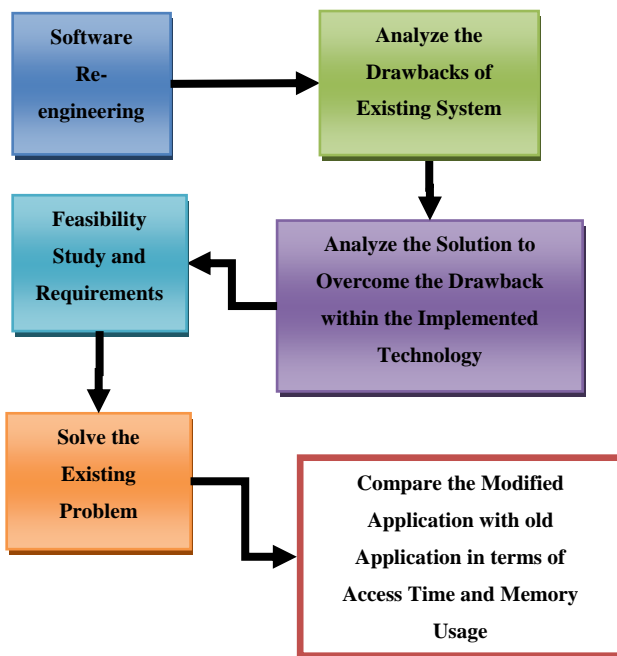 Software
Re-
engineering
Analyze the
Drawbacks of
Existing System
Analyze the Solution to
Overcome the Drawback
within the Implemented
Technology
Feasibility
Study and
Requirements
Solve the
Existing
Problem
Compare the Modified
Application with old
Application in terms of
Access Time and Memory
Usage